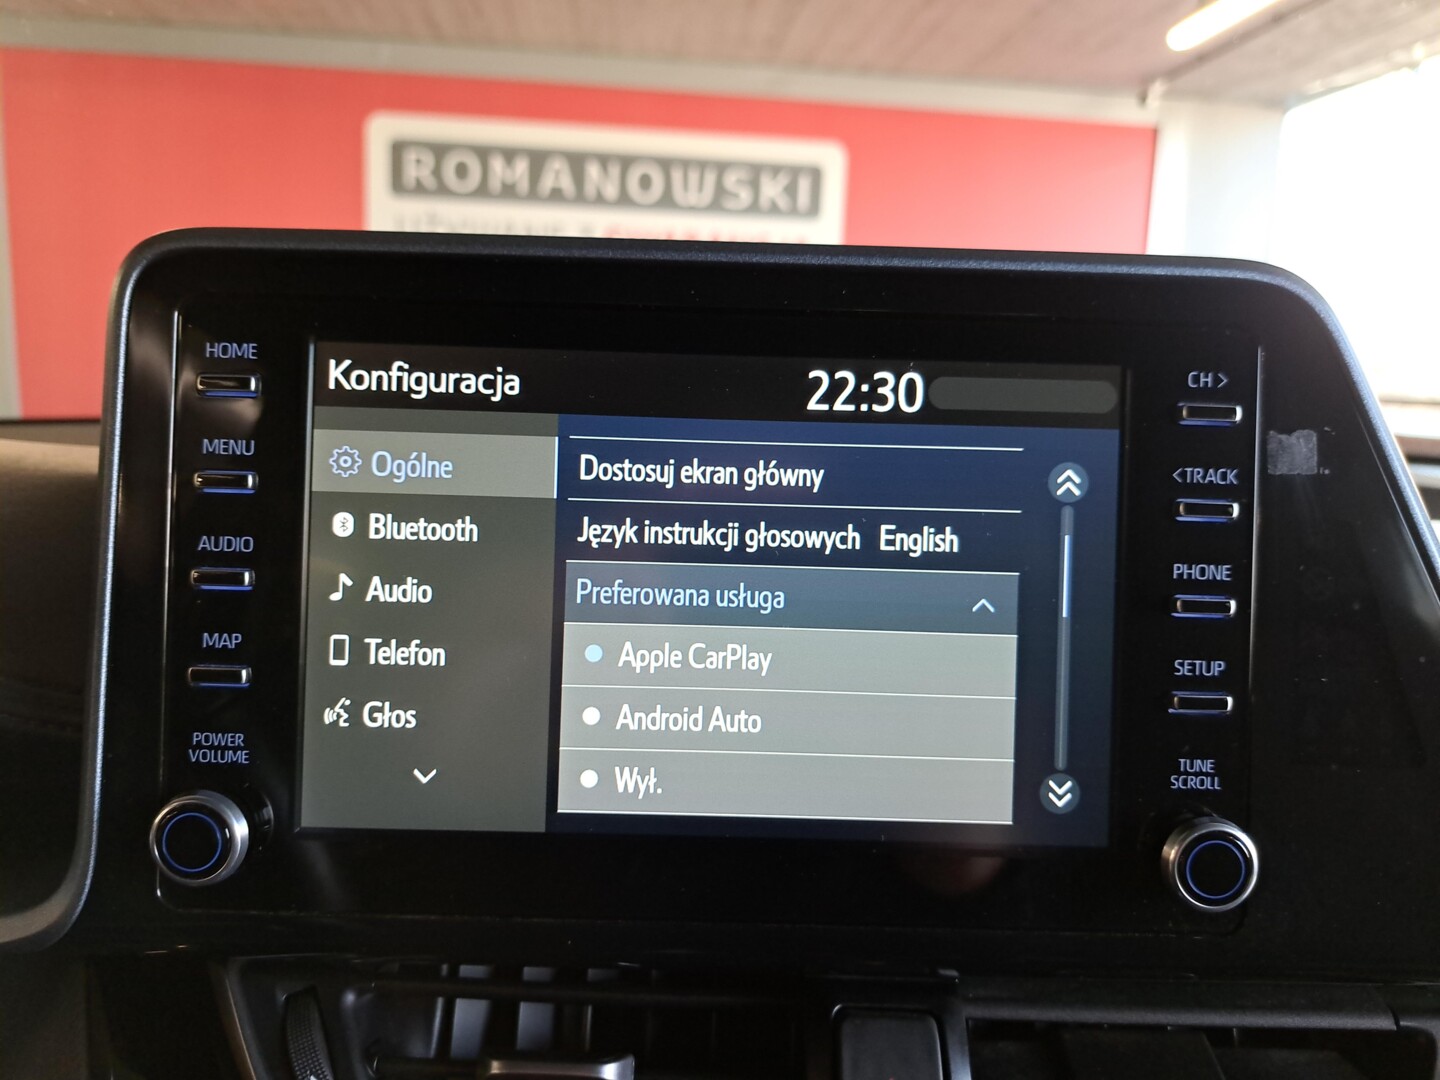 ROMANOWSKI
HOME
MENU
AUDIO
MAP
POWER
VOLUME
Konfiguracja
22:30
Ogólne
Bluetooth
Audio
Telefon
Głos
Dostosuj ekran główny
Język instrukcji głosowych English
Preferowana usługa
Apple CarPlay
Android Auto
Wył.
CH >
< TRACK
PHONE
SETUP
TUNE
SCROLL